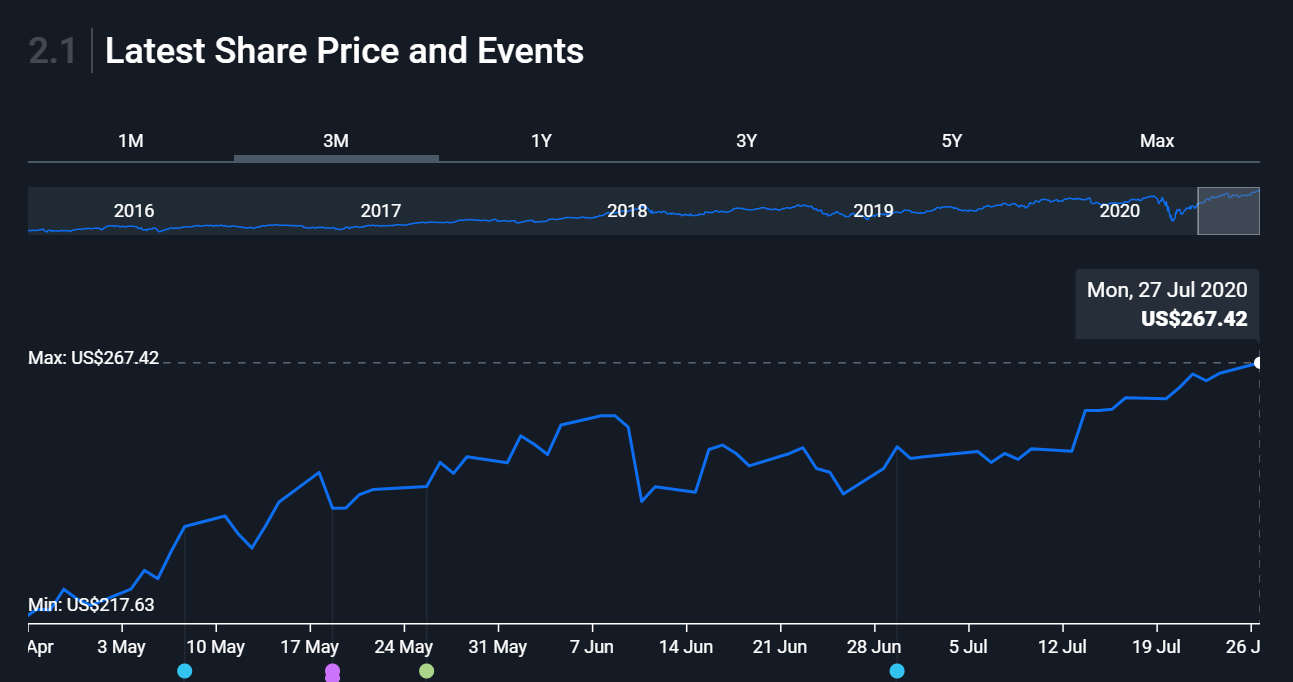 2.1 Latest Share Price and Events
1M 3M 1Y 3Y 5Y Max
2016 2017 2018 2019 2020
Mon, 27 Jul 2020
US$267.42
Max: US$267.42
Min: US$217.63
Apr 3 May 10 May 17 May 24 May 31 May 7 Jun 14 Jun 21 Jun 28 Jun 5 Jul 12 Jul 19 Jul 26 J